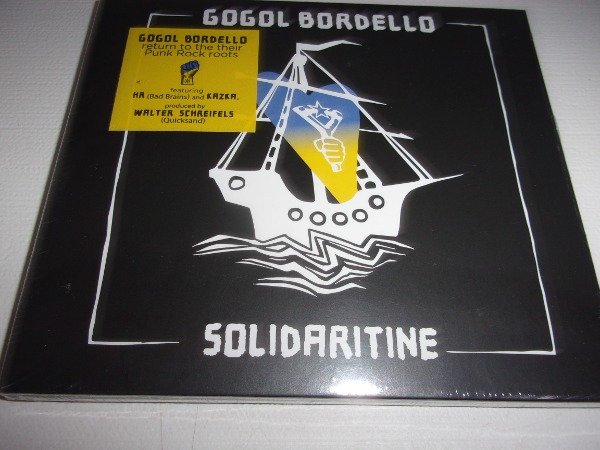 GOGOL BORDELLO
GOGOL BORDELLO
return to the their
Punk Rock roots
featuring
HR (Bad Brains) and KAZKA,
produced by
WALTER SCHREIFELS
(Quicksand)
SOLIDARITINE